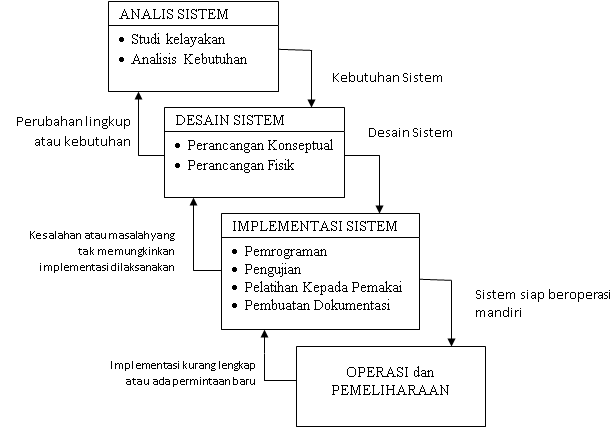 ANALIS SISTEM
• Studi kelayakan
• Analisis Kebutuhan
Kebutuhan Sistem
Perubahan lingkup
atau kebutuhan
DESAIN SISTEM
• Perancangan Konseptual
• Perancangan Fisik
Desain Sistem
Kesalahan atau masalah yang
tak memungkinkan
implementasi dilaksanakan
IMPLEMENTASI SISTEM
• Pemrograman
• Pengujian
• Pelatihan Kepada Pemakai
• Pembuatan Dokumentasi
Sistem siap beroperasi
mandiri
Implementasi kurang lengkap
atau ada permintaan baru
OPERASI dan
PEMELIHARAAN